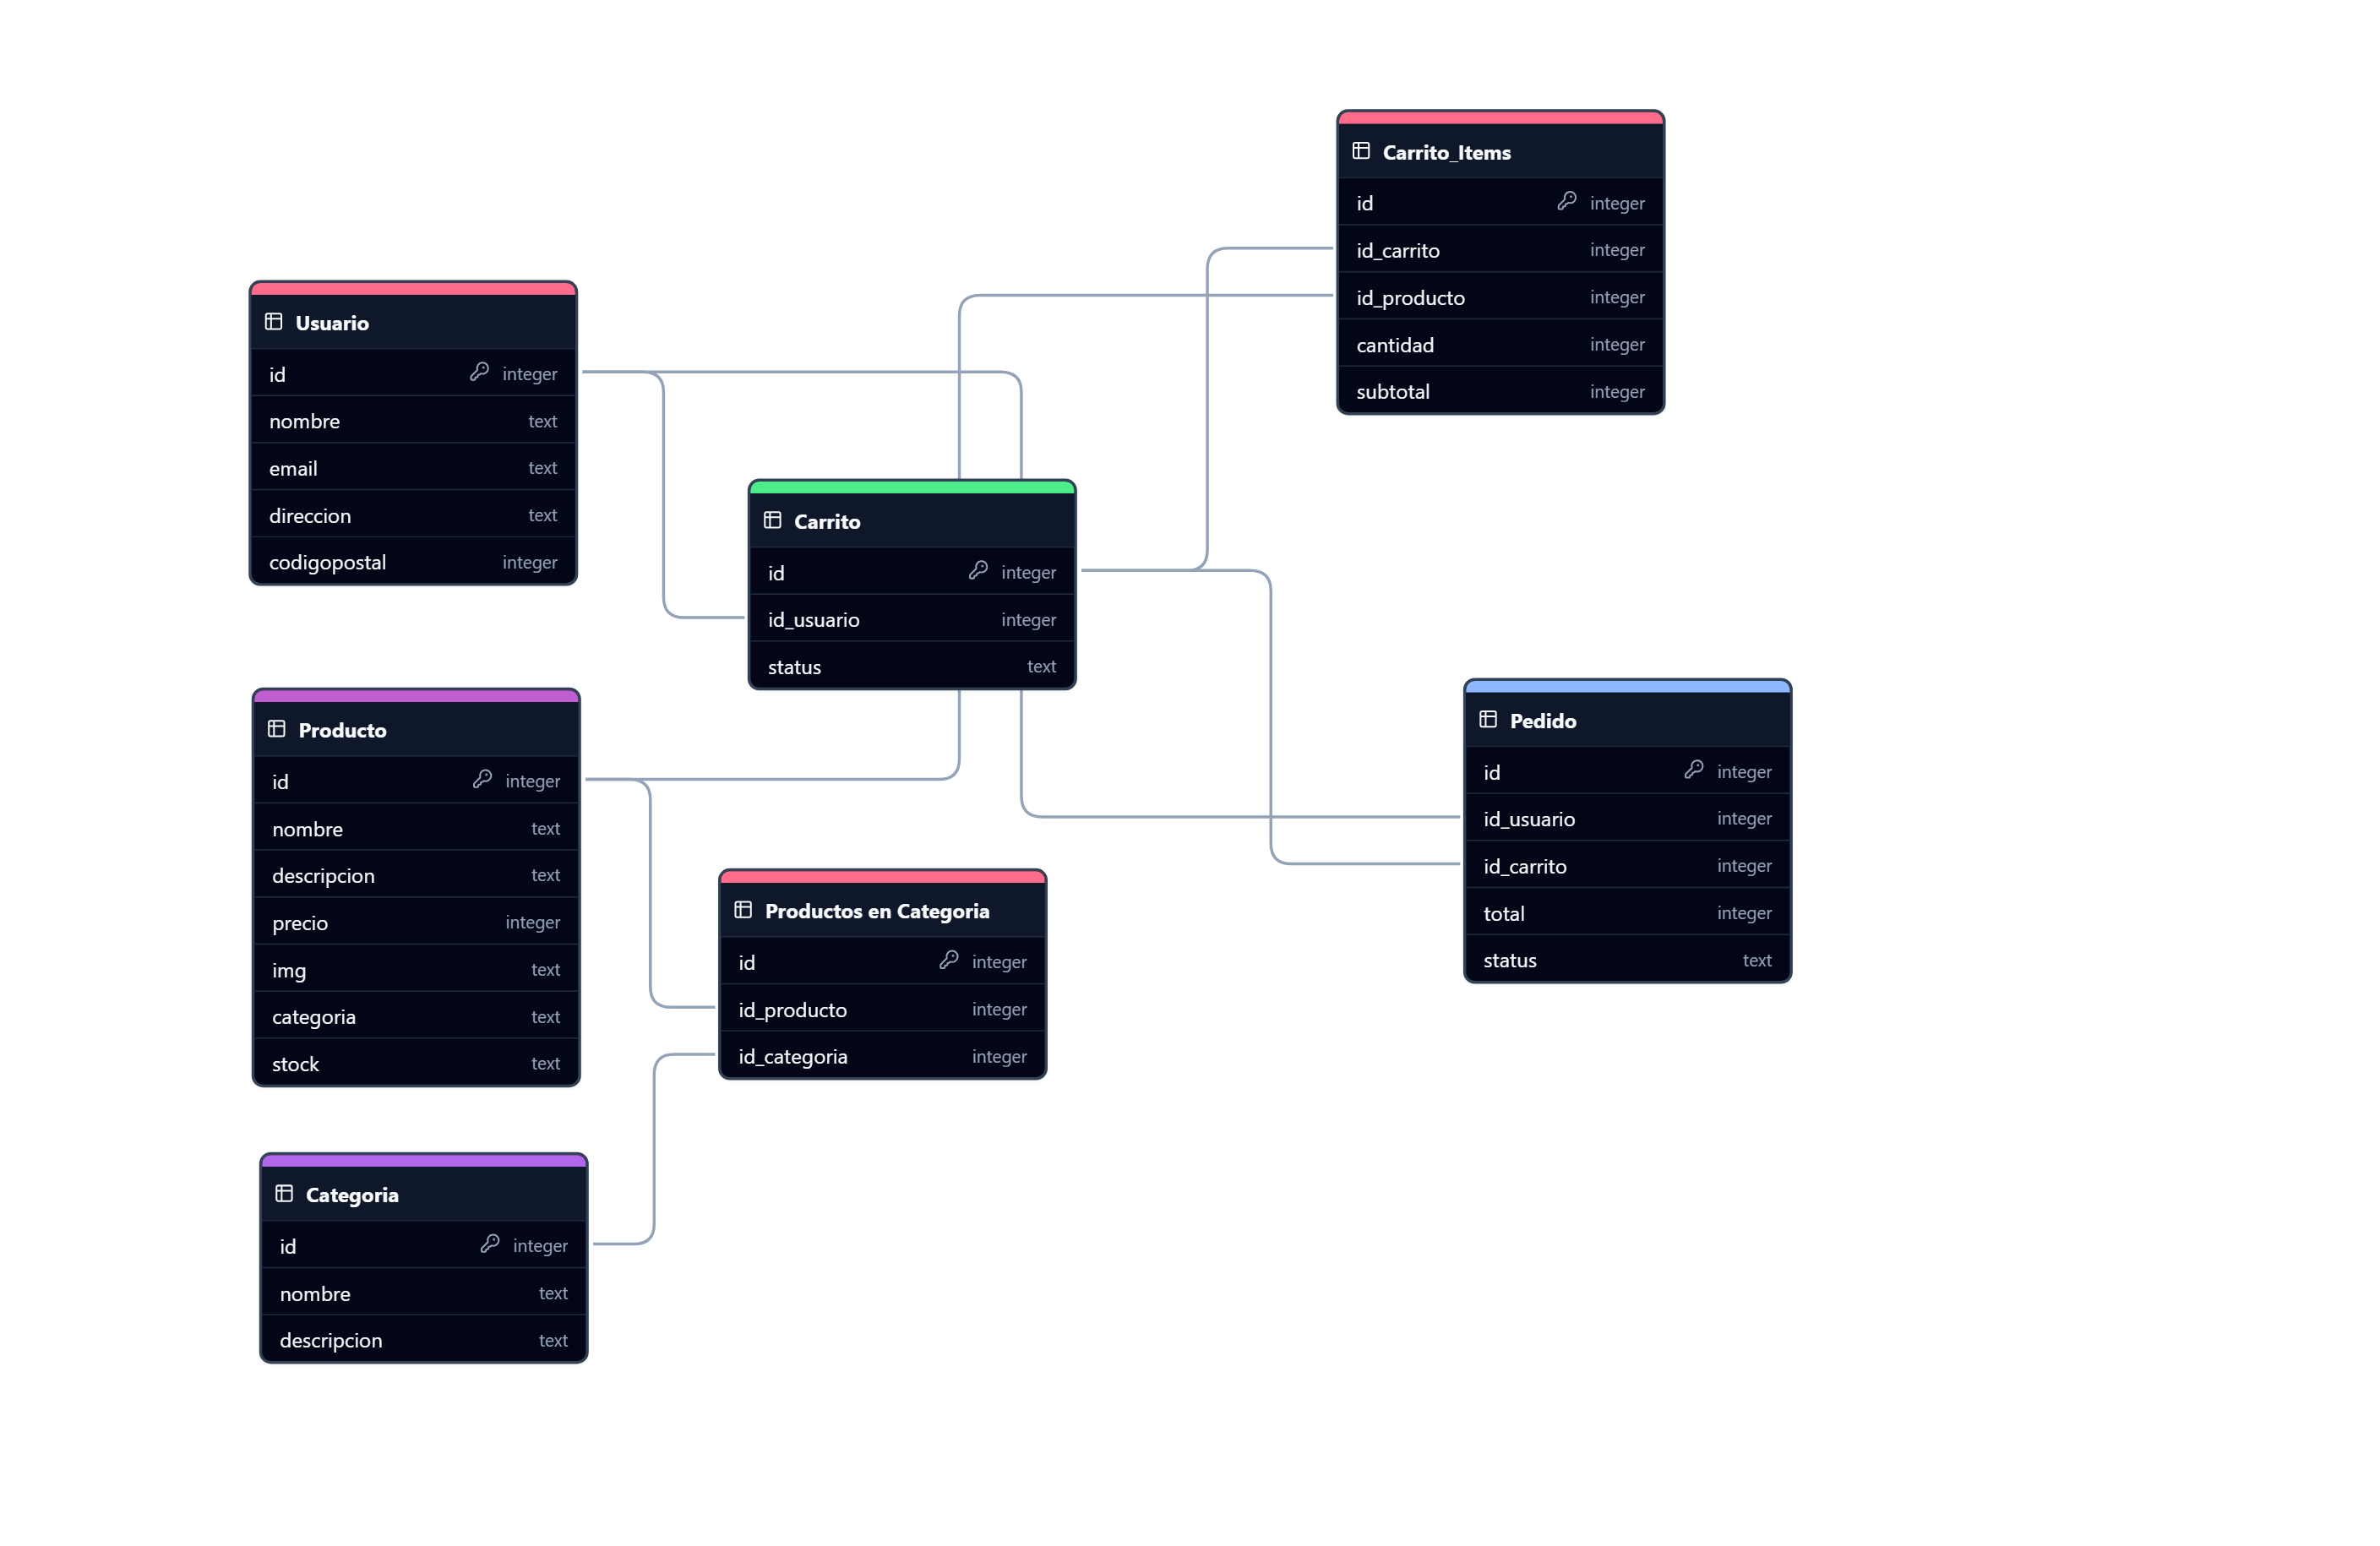 Carrito_Items
id integer
id_carrito integer
id_producto integer
cantidad integer
subtotal integer
Usuario
id integer
nombre text
email text
direccion text
codigopostal integer
Carrito
id integer
id_usuario integer
status text
Producto
id integer
nombre text
descripcion text
precio integer
img text
categoria text
stock text
Pedido
id integer
id_usuario integer
id_carrito integer
total integer
status text
Productos en Categoria
id integer
id_producto integer
id_categoria integer
Categoria
id integer
nombre text
descripcion text